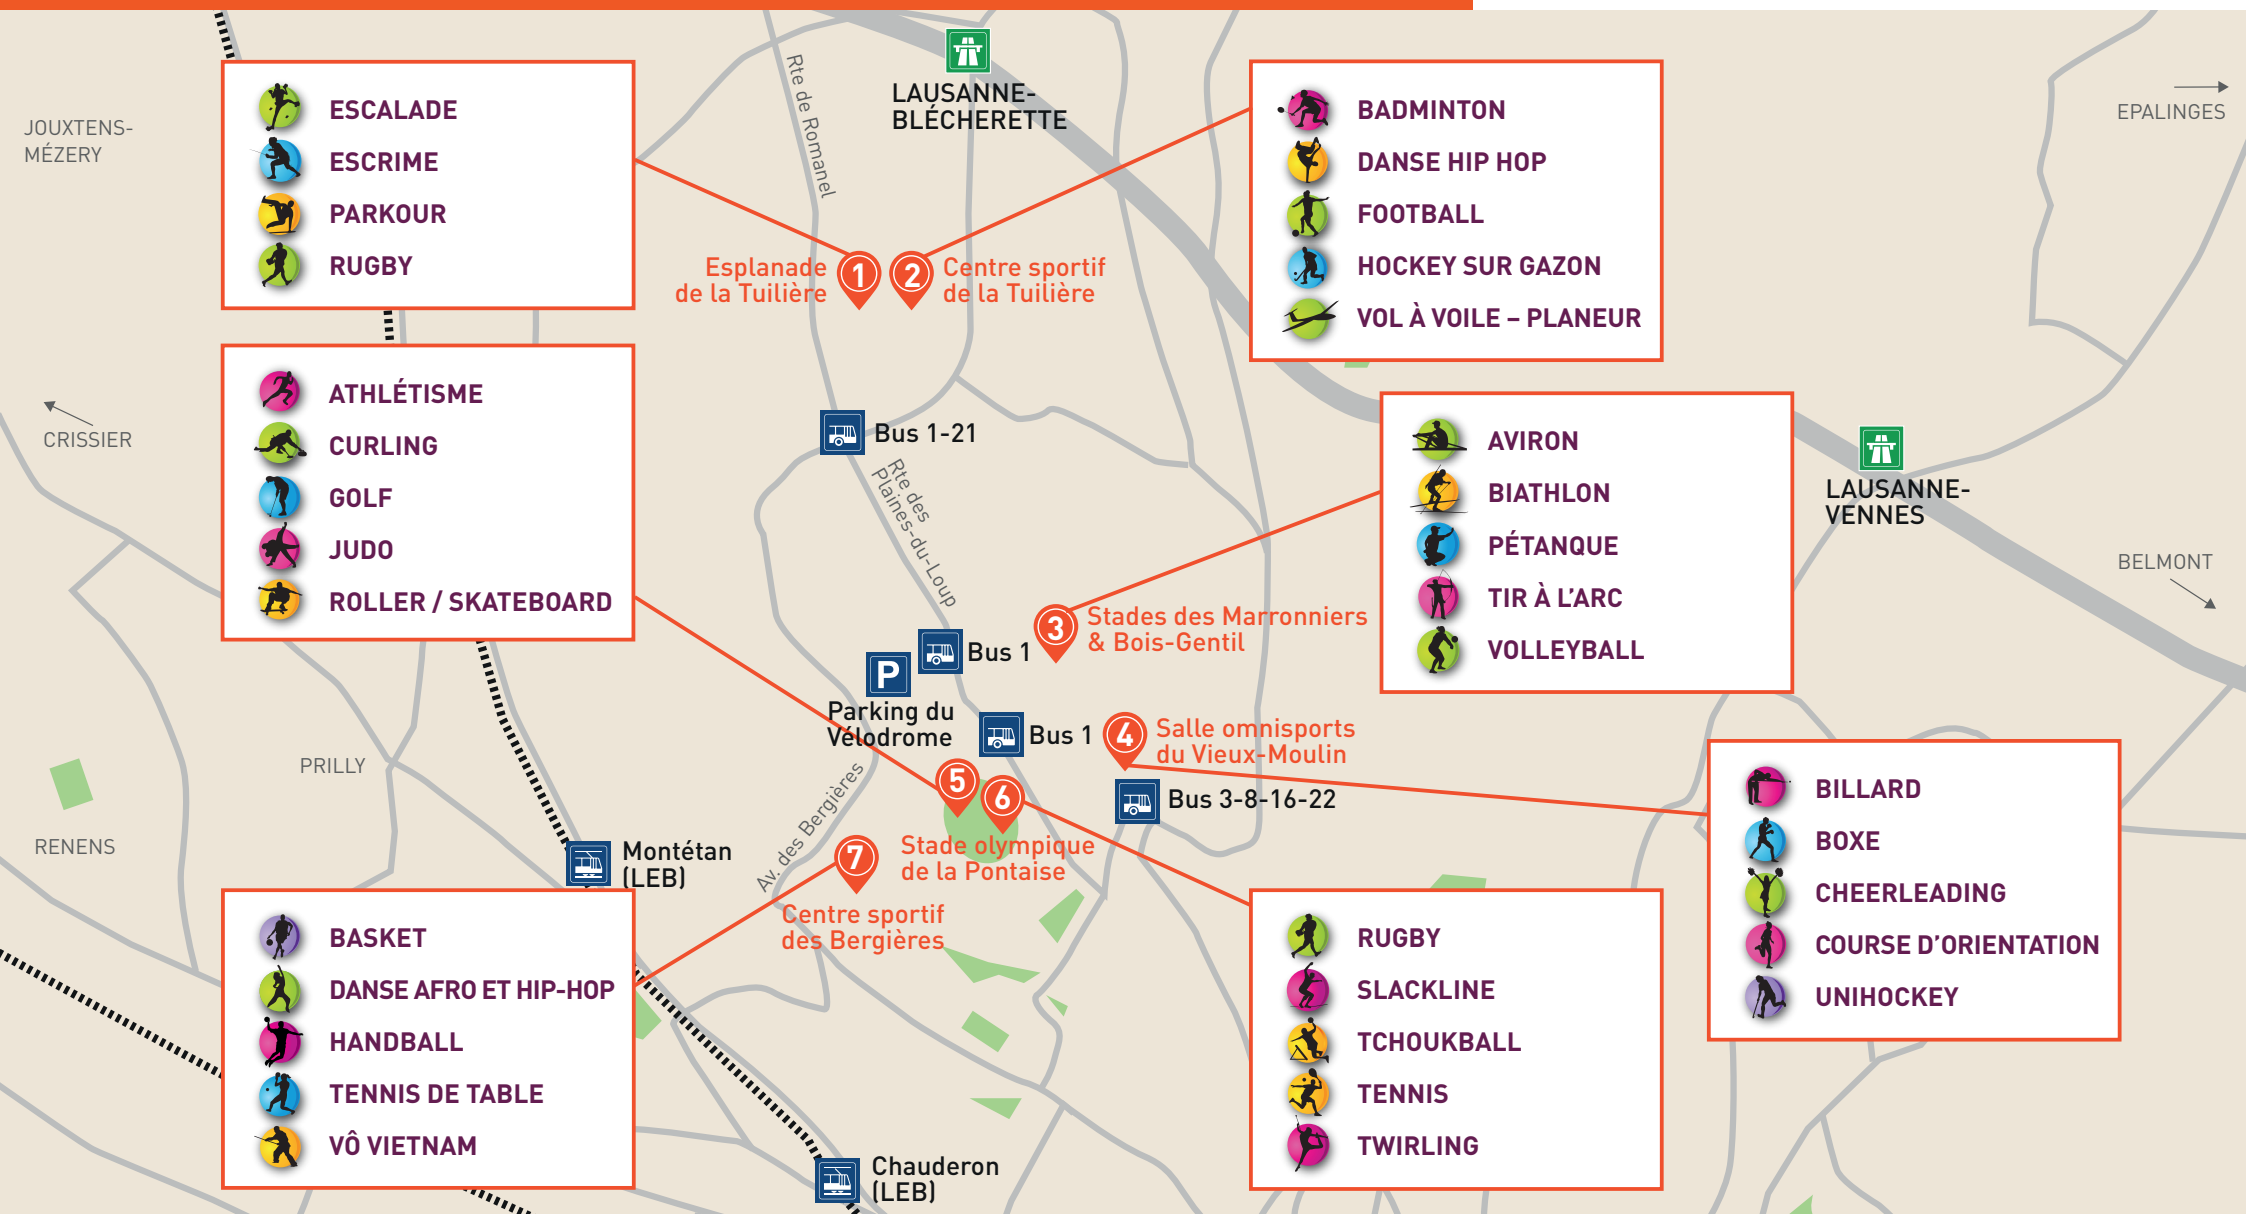 JOUXTENS-
MÉZERY
ESCALADE
ESCRIME
PARKOUR
RUGBY
Rte de Romanel
LAUSANNE-
BLÉCHERETTE
BADMINTON
DANSE HIP HOP
FOOTBALL
HOCKEY SUR GAZON
VOL À VOILE – PLANEUR
EPALINGES
Esplanade
de la Tuilière
1
2
Centre sportif
de la Tuilière
CRISSIER
ATHLÉTISME
CURLING
GOLF
JUDO
ROLLER / SKATEBOARD
Bus 1-21
Rte des
Plaines-du-Loup
AVIRON
BIATHLON
PÉTANQUE
TIR À L'ARC
VOLLEYBALL
LAUSANNE-
VENNES
BELMONT
3
Stades des Marronniers
& Bois-Gentil
Bus 1
P
Parking du
Vélodrome
Bus 1
4
Salle omnisports
du Vieux-Moulin
Bus 3-8-16-22
PRILLY
RENENS
Av. des Bergières
5
6
Stade olympique
de la Pontaise
7
Centre sportif
des Bergières
Montétan
(LEB)
BILLARD
BOXE
CHEERLEADING
COURSE D'ORIENTATION
UNIHOCKEY
BASKET
DANSE AFRO ET HIP-HOP
HANDBALL
TENNIS DE TABLE
VÔ VIETNAM
RUGBY
SLACKLINE
TCHOUKBALL
TENNIS
TWIRLING
Chauderon
(LEB)